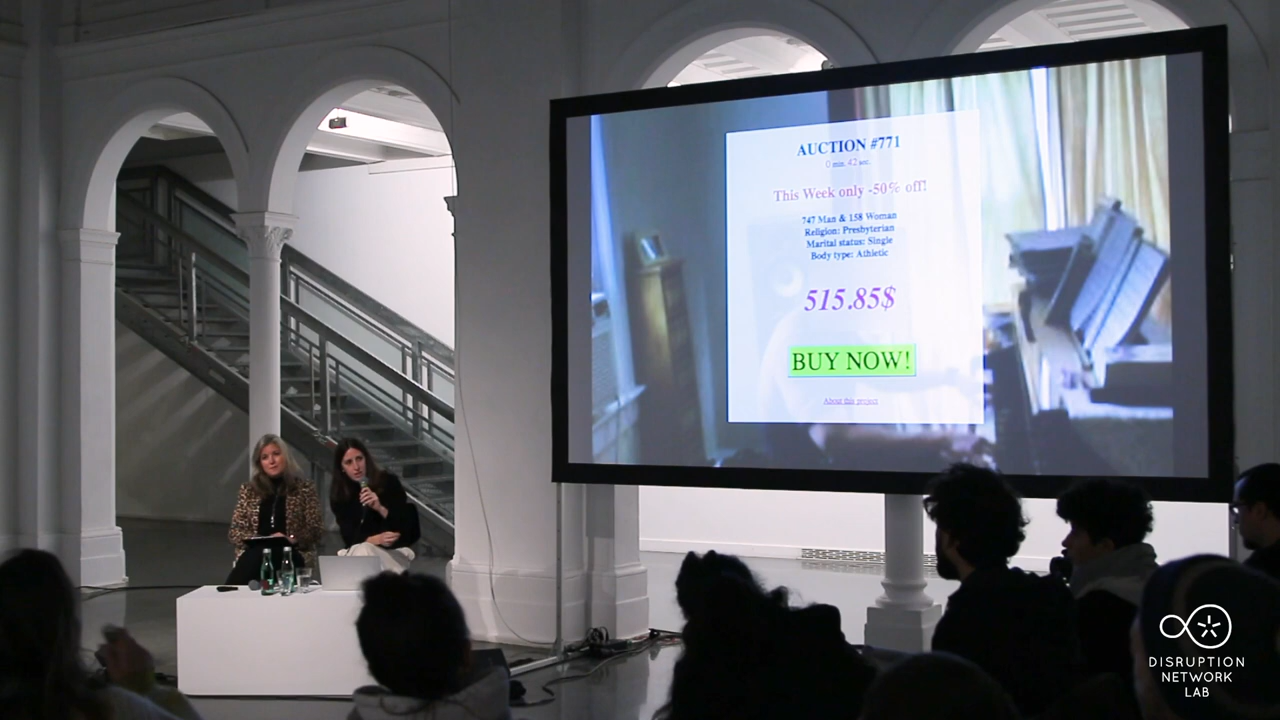 AUCTION #771
0 min. 42 sec.
This Week only -50% off!
747 Man & 158 Woman
Religion: Presbyterian
Marital status: Single
Body type: Athletic
515.85$
BUY NOW!
About this project
DISRUPTION
NETWORK
LAB